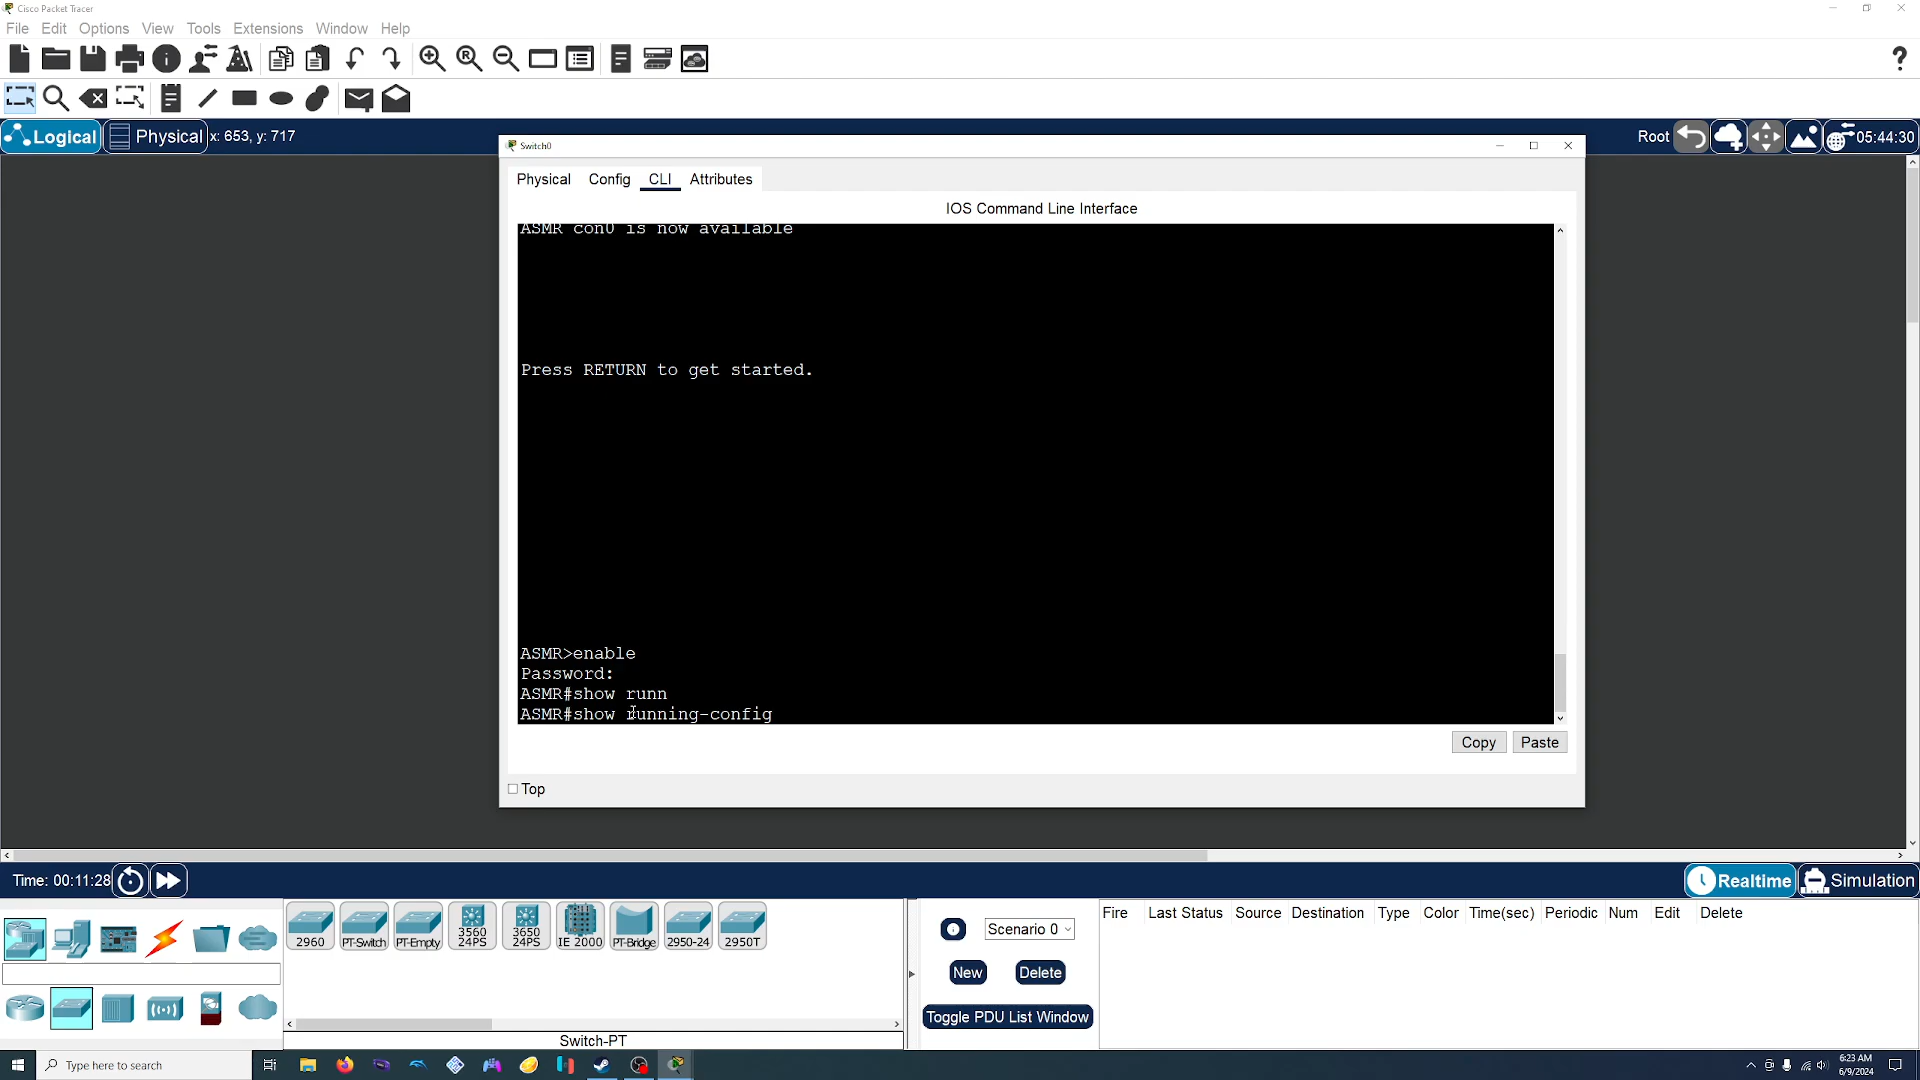 Cisco Packet Tracer
File Edit Options View Tools Extensions Window Help
Logical Physical x: 653, y: 717 Root 05:44:30
Switch0
Physical Config CLI Attributes
IOS Command Line Interface
ASMR con0 is now available
Press RETURN to get started.
ASMR>enable
Password:
ASMR#show runn
ASMR#show running-config
Copy Paste
Top
Time: 00:11:28 Realtime Simulation
2960 PT-Switch PT-Empty 3560 24PS 3650 24PS IE 2000 PT-Bridge 2950-24 2950T
Scenario 0
New Delete
Toggle PDU List Window
Fire Last Status Source Destination Type Color Time(sec) Periodic Num Edit Delete
Switch-PT
Type here to search
6:23 AM
6/9/2024